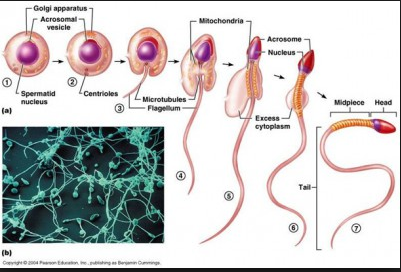 Golgi apparatus
Acrosomal
vesicle
Mitochondria
Acrosome
Nucleus
1
2
Spermatid
nucleus
Centrioles
3
Microtubules
Flagellum
Excess
cytoplasm
Midpiece
Head
(a)
4
5
6
Tail
7
(b)
Copyright © 2004 Pearson Education, Inc., publishing as Benjamin Cummings.